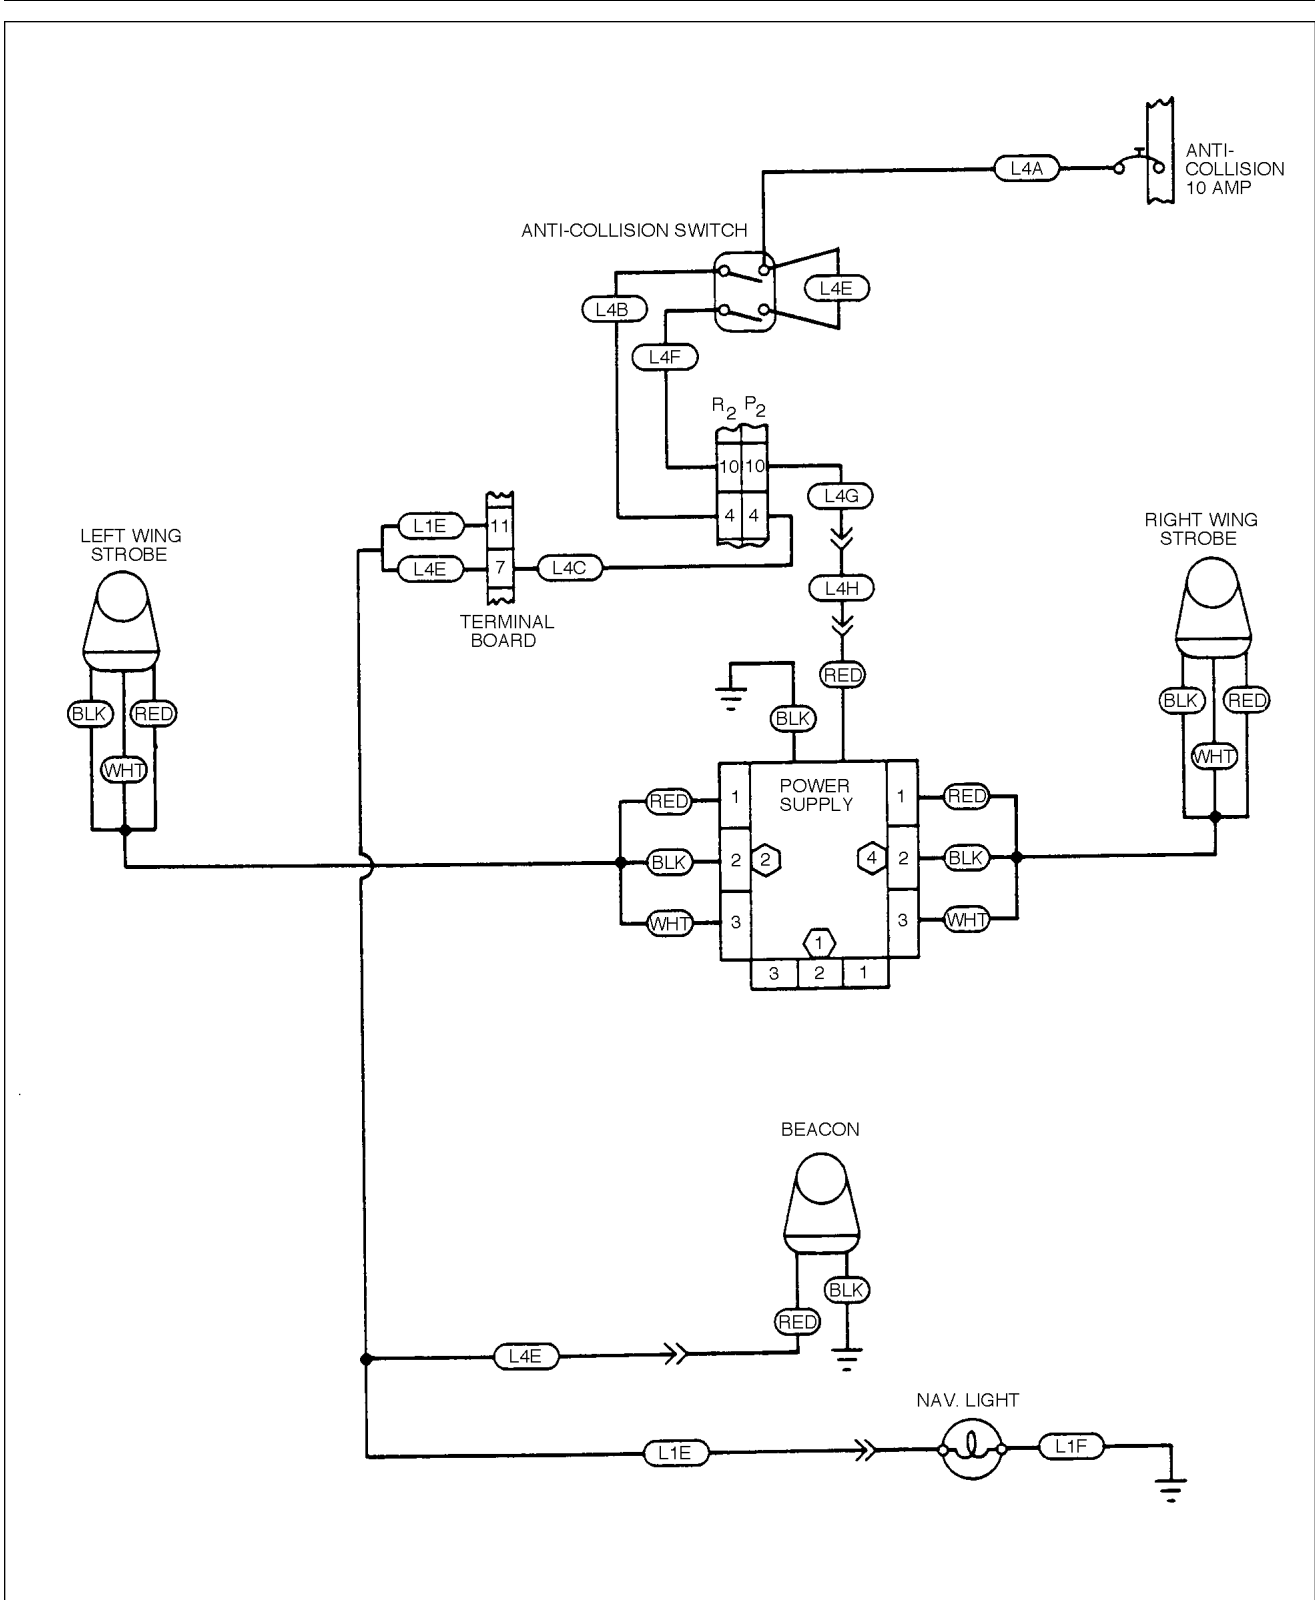 ANTI-
COLLISION
10 AMP
L4A
ANTI-COLLISION SWITCH
L4E
L4B
L4F
R2 P2
10 10
L4G
4 4
L1E
11
L4E
7
L4C
TERMINAL
BOARD
L4H
LEFT WING
STROBE
RIGHT WING
STROBE
RED
BLK
BLK
RED
WHT
BLK
RED
WHT
POWER
SUPPLY
RED
1
1
RED
BLK
2
2
4
2
BLK
WHT
3
3
WHT
1
3
2
1
BEACON
BLK
RED
L4E
NAV. LIGHT
L1E
L1F